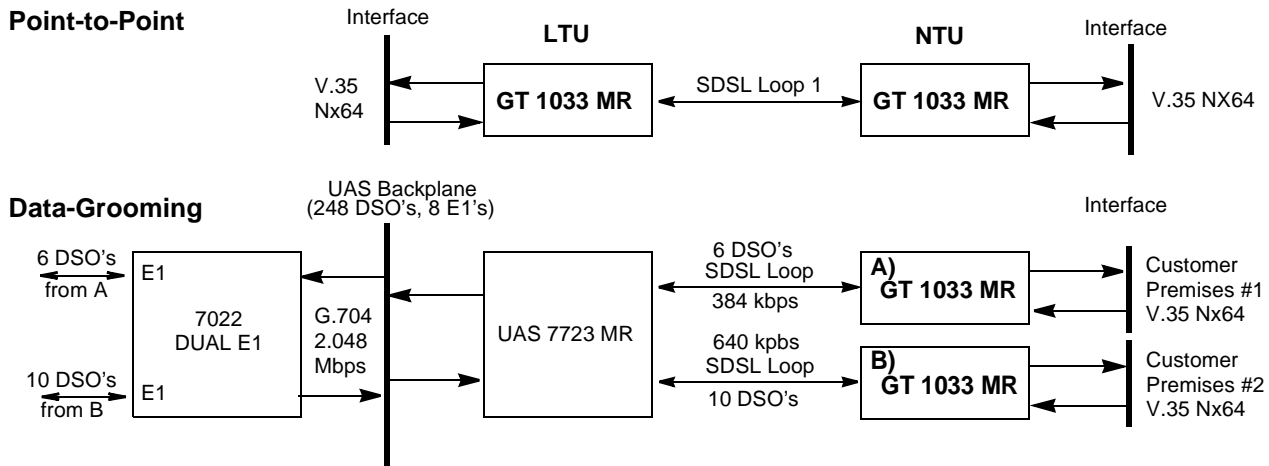 Point-to-Point
Interface
LTU
NTU
Interface
V.35
Nx64
GT 1033 MR
SDSL Loop 1
GT 1033 MR
V.35 NX64
Data-Grooming
UAS Backplane
(248 DSO's, 8 E1's)
Interface
6 DSO's
from A
E1
7022
DUAL E1
10 DSO's
from B
E1
G.704
2.048
Mbps
UAS 7723 MR
6 DSO's
SDSL Loop
384 kbps
640 kpbs
SDSL Loop
10 DSO's
A)
GT 1033 MR
B)
GT 1033 MR
Customer
Premises #1
V.35 Nx64
Customer
Premises #2
V.35 Nx64